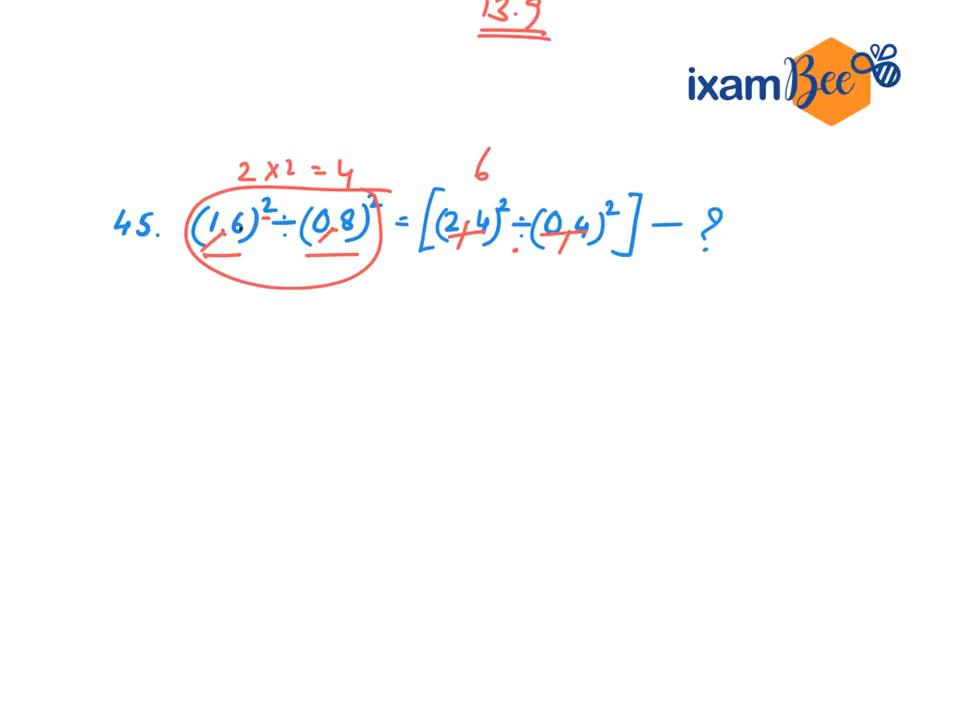 13.9
ixamBee
2 × 2 = 4 6
45. (1.6)² ÷ (0.8)² = [(2.4)² ÷ (0.4)²] — ?